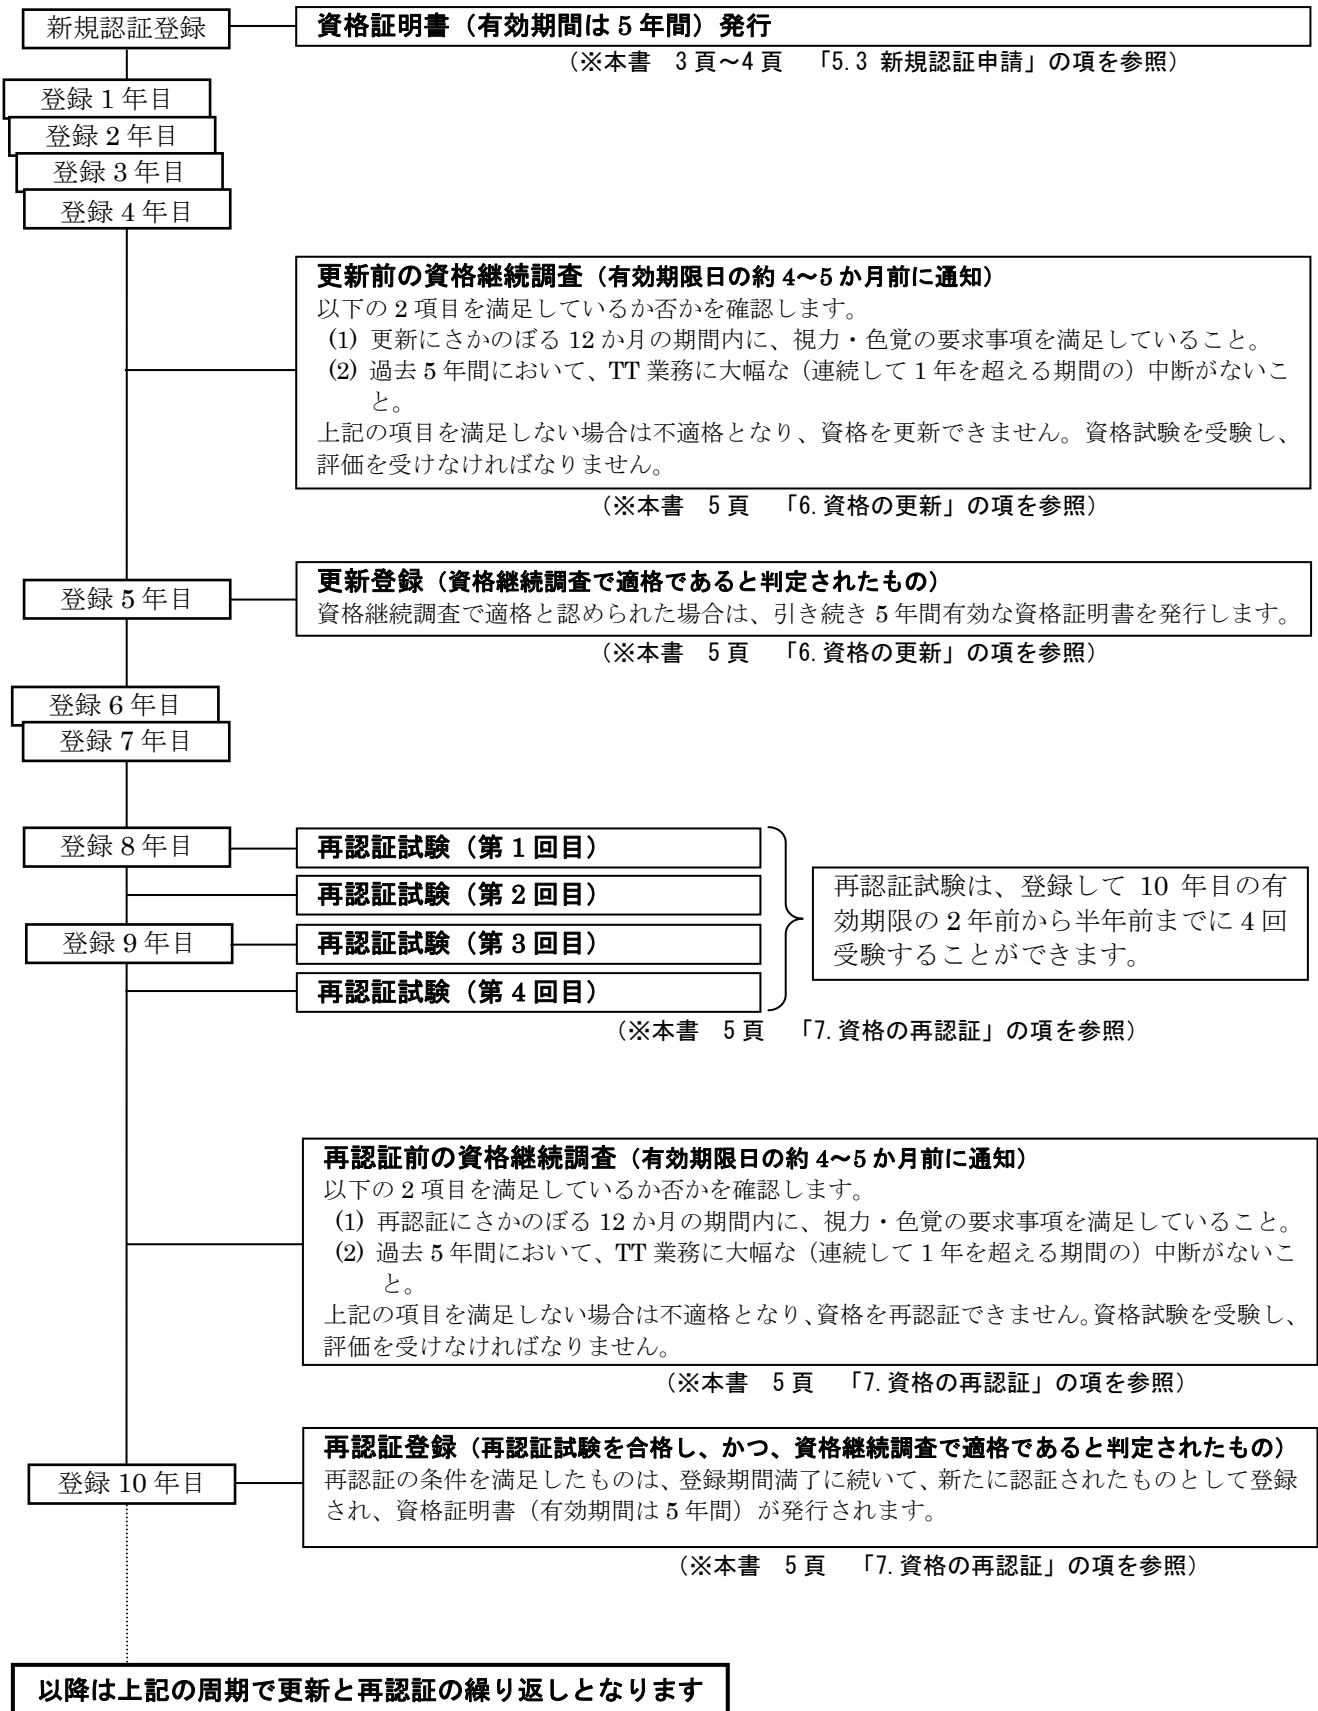 新規認証登録
資格証明書（有効期間は 5 年間）発行
（※本書　3 頁～4 頁　「5.3 新規認証申請」の項を参照）
登録 1 年目
登録 2 年目
登録 3 年目
登録 4 年目
更新前の資格継続調査（有効期限日の約 4～5 か月前に通知）
以下の 2 項目を満足しているか否かを確認します。
(1) 更新にさかのぼる 12 か月の期間内に、視力・色覚の要求事項を満足していること。
(2) 過去 5 年間において、TT 業務に大幅な（連続して 1 年を超える期間の）中断がないこ
と。
上記の項目を満足しない場合は不適格となり、資格を更新できません。資格試験を受験し、
評価を受けなければなりません。
（※本書　5 頁　「6. 資格の更新」の項を参照）
登録 5 年目
更新登録（資格継続調査で適格であると判定されたもの）
資格継続調査で適格と認められた場合は、引き続き 5 年間有効な資格証明書を発行します。
（※本書　5 頁　「6. 資格の更新」の項を参照）
登録 6 年目
登録 7 年目
登録 8 年目
再認証試験（第 1 回目）
再認証試験（第 2 回目）
登録 9 年目
再認証試験（第 3 回目）
再認証試験（第 4 回目）
再認証試験は、登録して 10 年目の有
効期限の 2 年前から半年前までに 4 回
受験することができます。
（※本書　5 頁　「7. 資格の再認証」の項を参照）
再認証前の資格継続調査（有効期限日の約 4～5 か月前に通知）
以下の 2 項目を満足しているか否かを確認します。
(1) 再認証にさかのぼる 12 か月の期間内に、視力・色覚の要求事項を満足していること。
(2) 過去 5 年間において、TT 業務に大幅な（連続して 1 年を超える期間の）中断がないこ
と。
上記の項目を満足しない場合は不適格となり、資格を再認証できません。資格試験を受験し、
評価を受けなければなりません。
（※本書　5 頁　「7. 資格の再認証」の項を参照）
登録 10 年目
再認証登録（再認証試験を合格し、かつ、資格継続調査で適格であると判定されたもの）
再認証の条件を満足したものは、登録期間満了に続いて、新たに認証されたものとして登録
され、資格証明書（有効期間は 5 年間）が発行されます。
（※本書　5 頁　「7. 資格の再認証」の項を参照）
以降は上記の周期で更新と再認証の繰り返しとなります